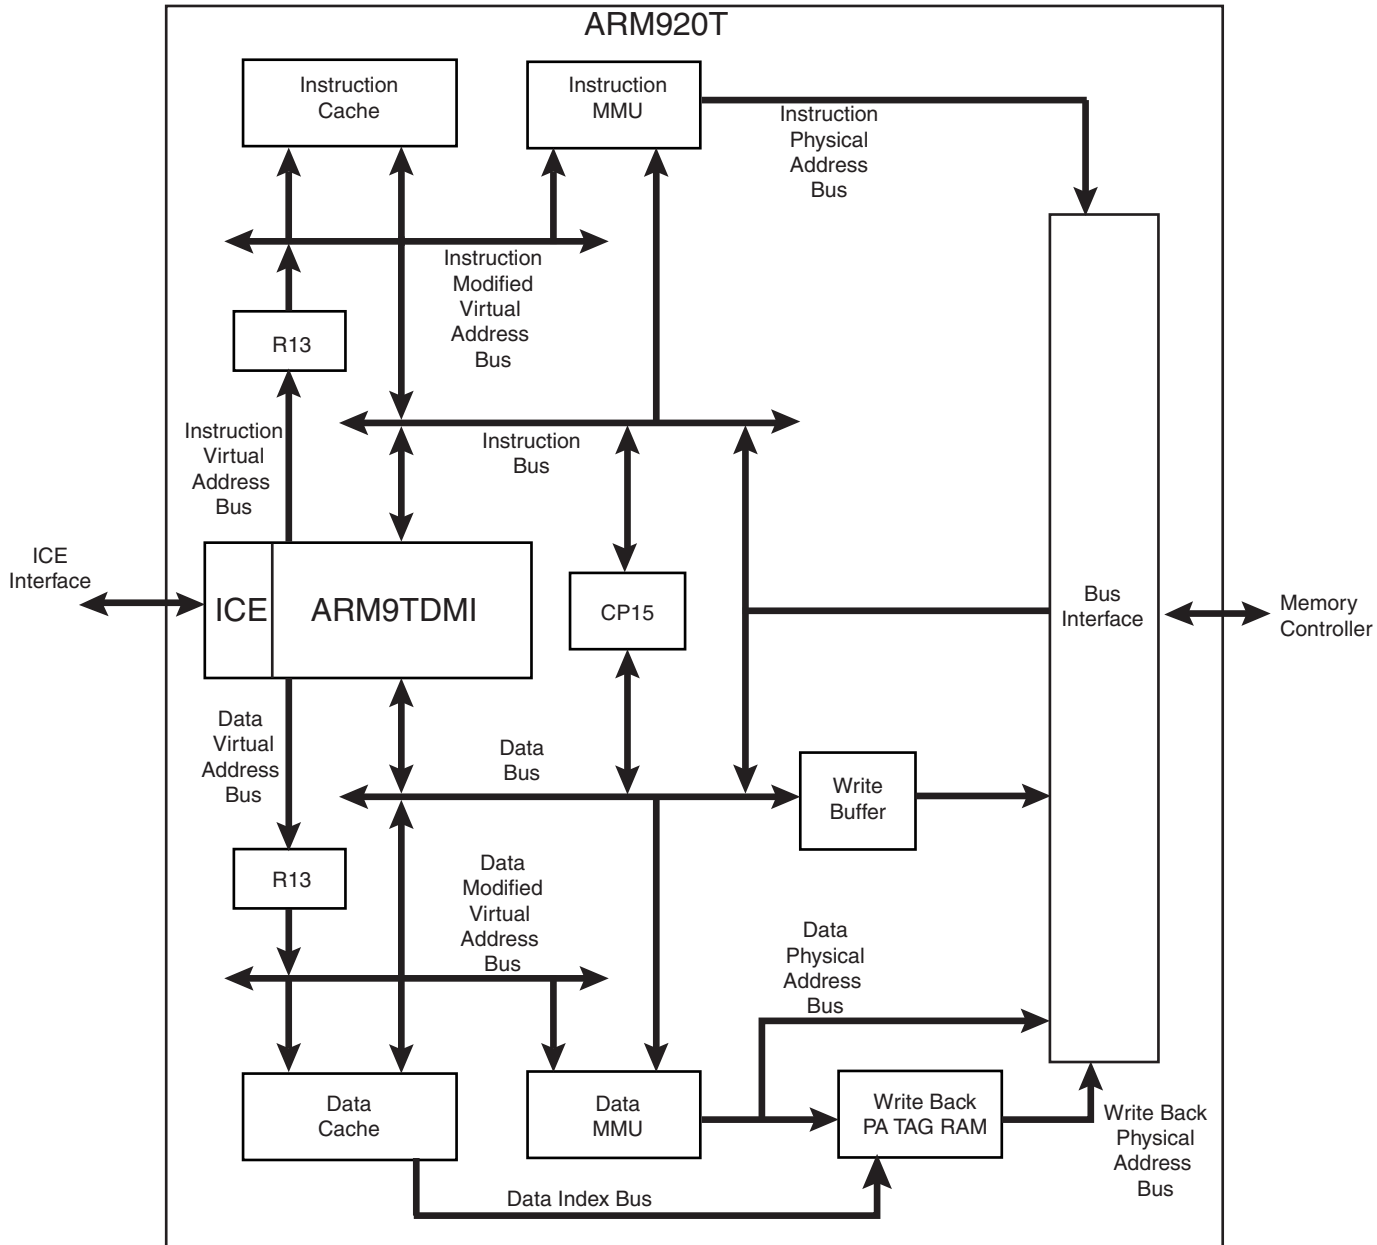 ARM920T
Instruction
Cache
Instruction
MMU
Instruction
Physical
Address
Bus
Instruction
Modified
Virtual
Address
Bus
R13
Instruction
Virtual
Address
Bus
Instruction
Bus
ICE
Interface
ICE
ARM9TDMI
CP15
Bus
Interface
Memory
Controller
Data
Virtual
Address
Bus
Data
Bus
Write
Buffer
R13
Data
Modified
Virtual
Address
Bus
Data
Physical
Address
Bus
Data
Cache
Data
MMU
Write Back
PA TAG RAM
Write Back
Physical
Address
Bus
Data Index Bus